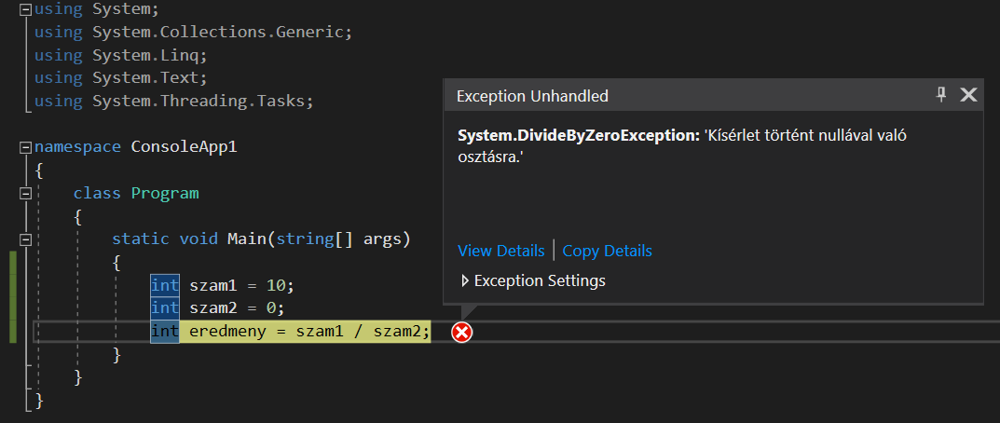 using System;
using System.Collections.Generic;
using System.Linq;
using System.Text;
using System.Threading.Tasks;
namespace ConsoleApp1
{
class Program
{
static void Main(string[] args)
{
int szam1 = 10;
int szam2 = 0;
int eredmeny = szam1 / szam2;
}
}
}
Exception Unhandled
System.DivideByZeroException: 'Kísérlet történt nullával való
osztásra.'
View Details | Copy Details
Exception Settings